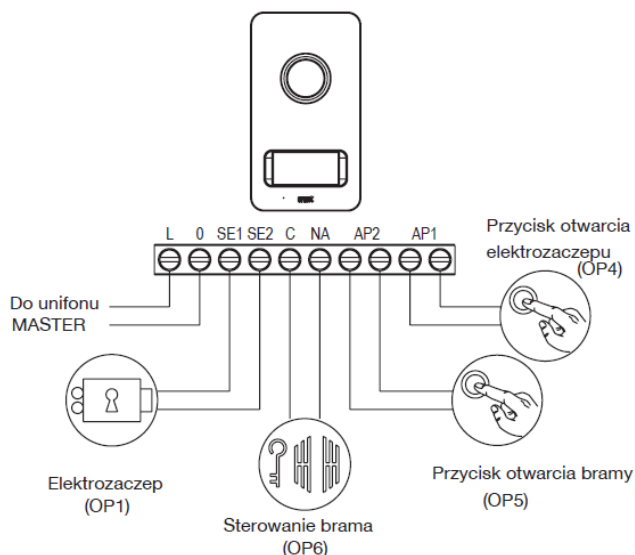 L 0 SE1 SE2 C NA AP2 AP1
Przycisk otwarcia
elektrozaczepu
(OP4)
Do unifonu
MASTER
Elektrozaczep
(OP1)
Sterowanie brama
(OP6)
Przycisk otwarcia bramy
(OP5)